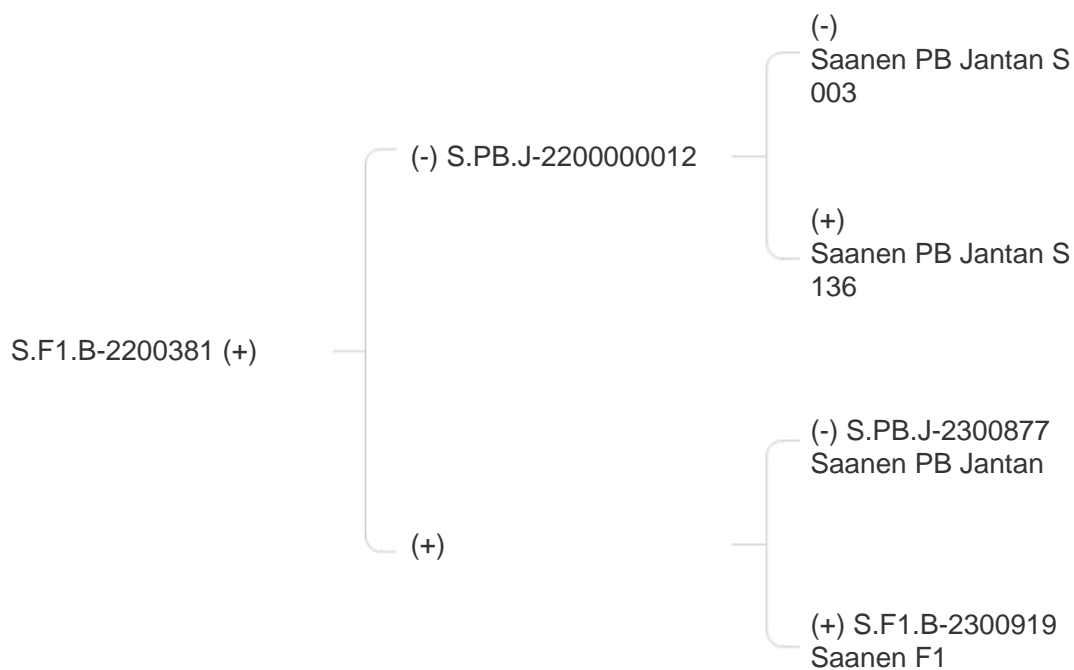 (-)
Saanen PB Jantan S
003
(-) S.PB.J-2200000012
(+)
Saanen PB Jantan S
136
S.F1.B-2200381 (+)
(-) S.PB.J-2300877
Saanen PB Jantan
(+)
(+) S.F1.B-2300919
Saanen F1